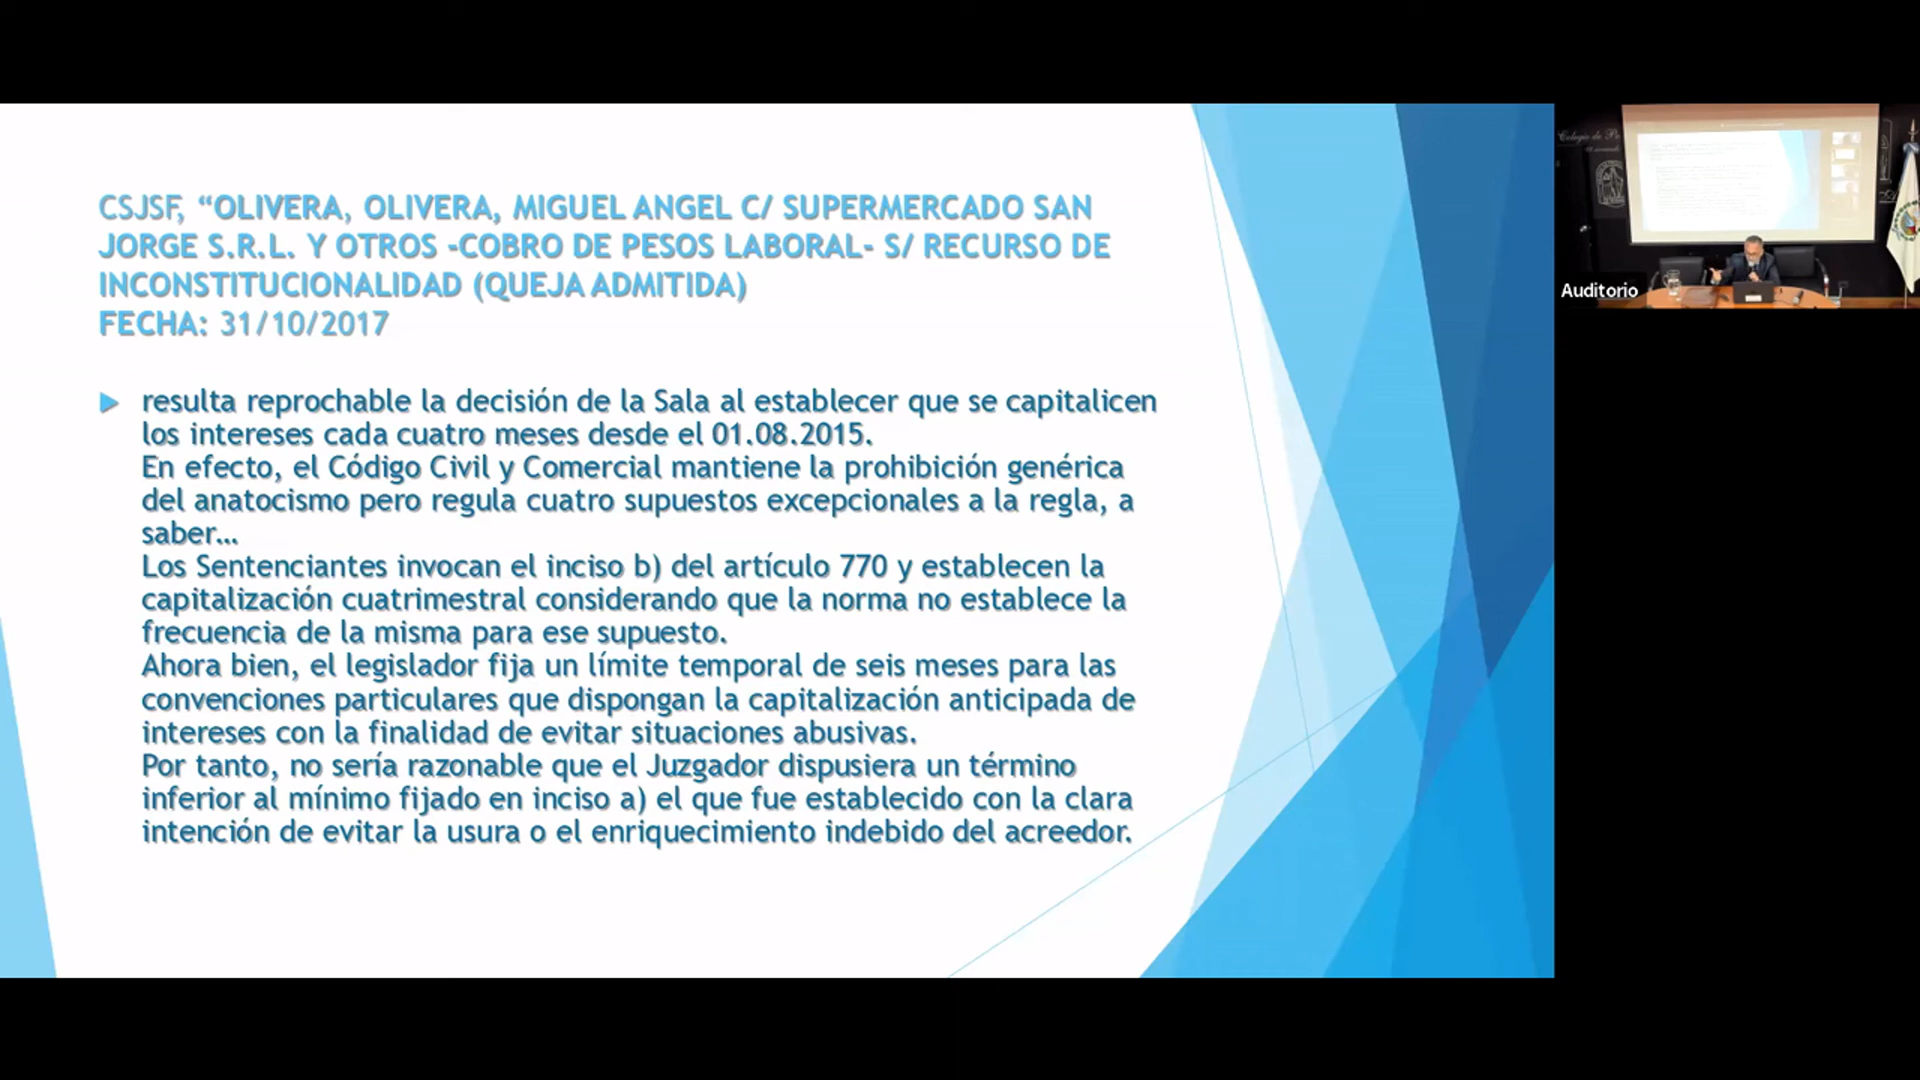 CSJSF, “OLIVERA, OLIVERA, MIGUEL ANGEL C/ SUPERMERCADO SAN
JORGE S.R.L. Y OTROS -COBRO DE PESOS LABORAL- S/ RECURSO DE
INCONSTITUCIONALIDAD (QUEJA ADMITIDA)
FECHA: 31/10/2017
resulta reprochable la decisión de la Sala al establecer que se capitalicen
los intereses cada cuatro meses desde el 01.08.2015.
En efecto, el Código Civil y Comercial mantiene la prohibición genérica
del anatocismo pero regula cuatro supuestos excepcionales a la regla, a
saber…
Los Sentenciantes invocan el inciso b) del artículo 770 y establecen la
capitalización cuatrimestral considerando que la norma no establece la
frecuencia de la misma para ese supuesto.
Ahora bien, el legislador fija un límite temporal de seis meses para las
convenciones particulares que dispongan la capitalización anticipada de
intereses con la finalidad de evitar situaciones abusivas.
Por tanto, no sería razonable que el Juzgador dispusiera un término
inferior al mínimo fijado en inciso a) el que fue establecido con la clara
intención de evitar la usura o el enriquecimiento indebido del acreedor.
Colegio de
Auditorio